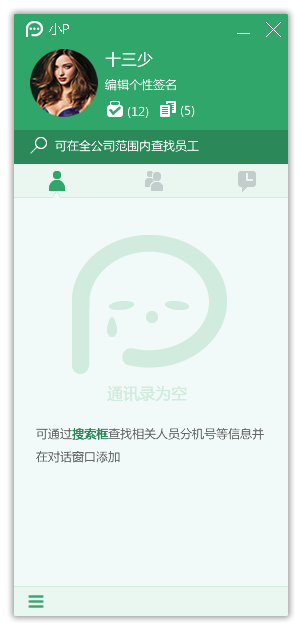 小P
十三少
编辑个性签名
(12) (5)
可在全公司范围内查找员工
通讯录为空
可通过搜索框查找相关人员分机号等信息并
在对话窗口添加